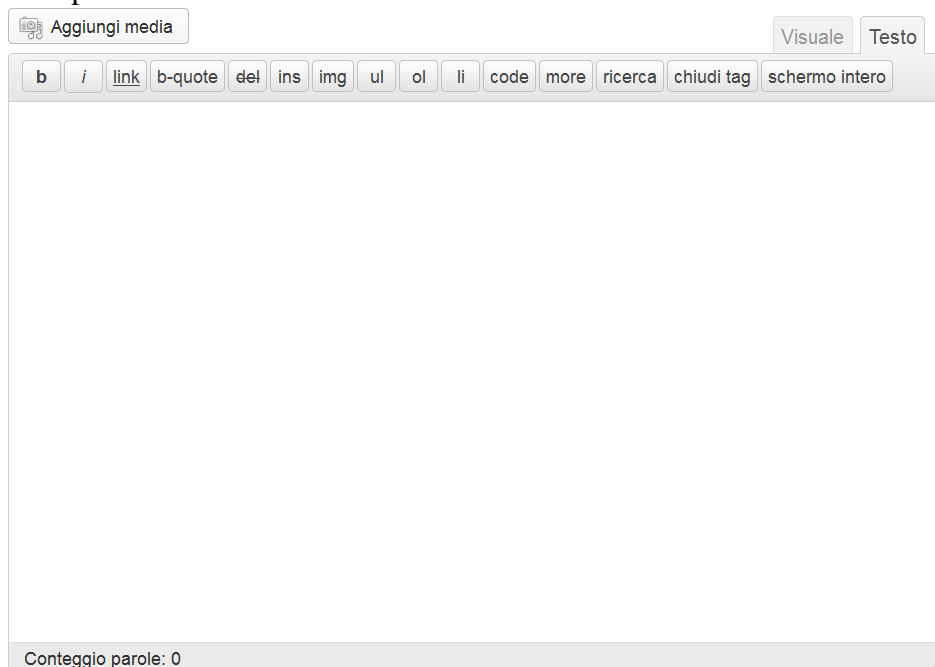 Aggiungi media
Visuale Testo
b i link b-quote del ins img ul ol li code more ricerca chiudi tag schermo intero
Conteggio parole: 0